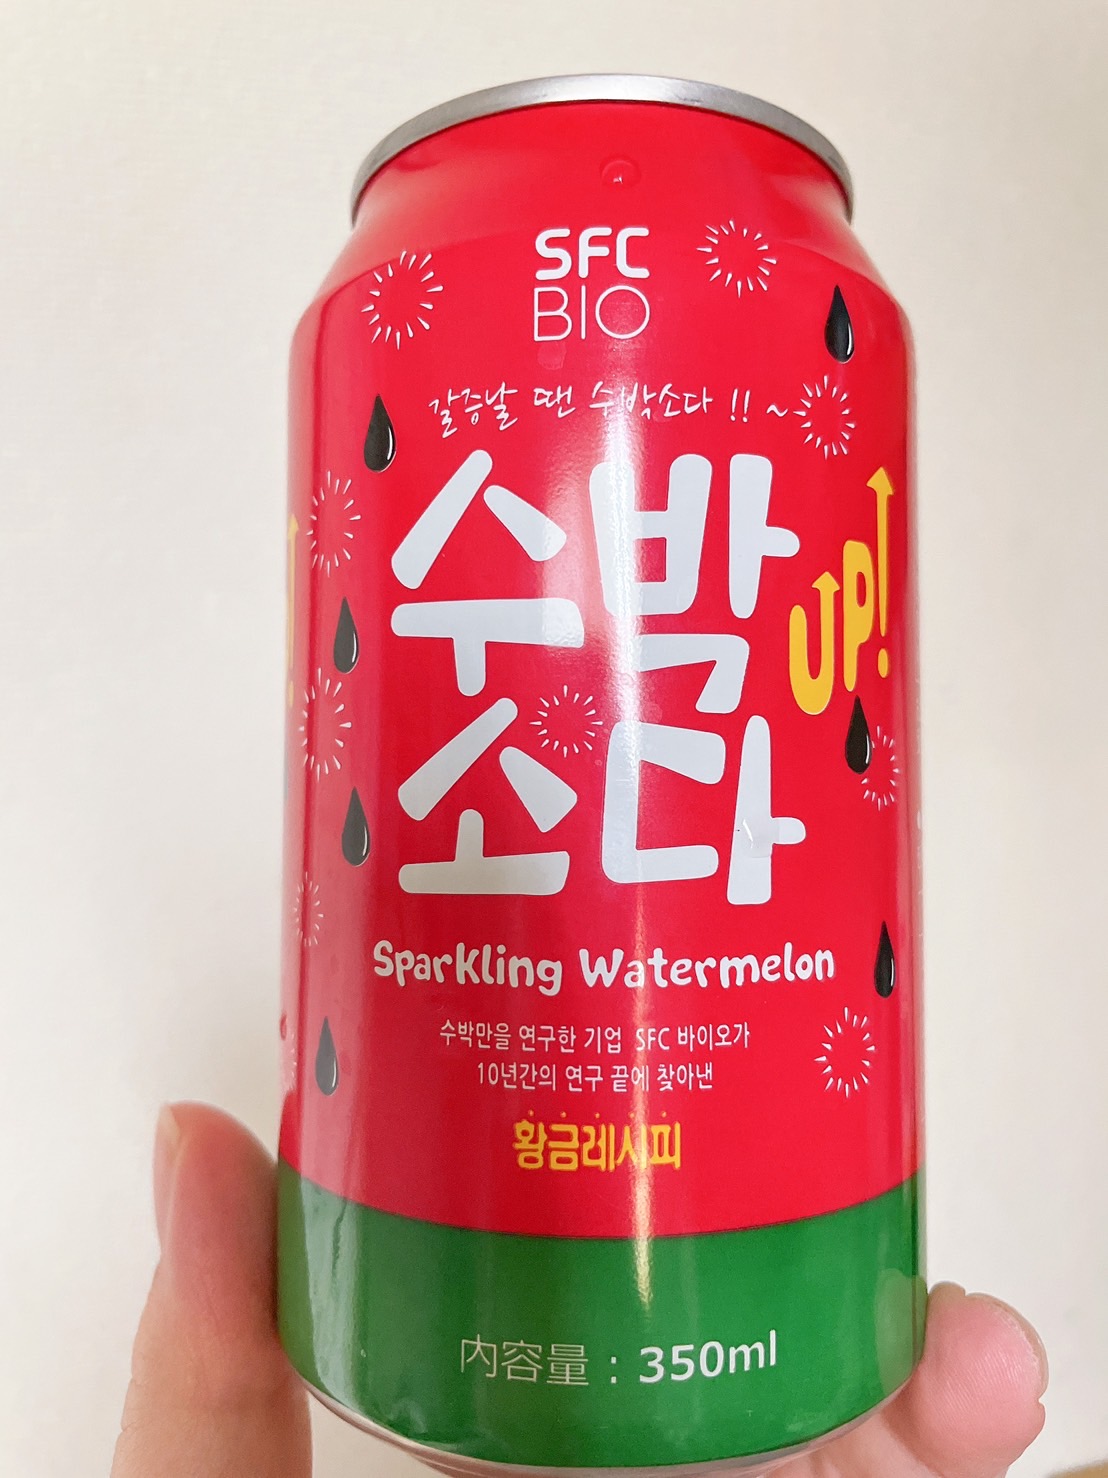 SFC
BIO
갈증날 땐 수박소다 !! ~
수박
UP!
소다
Sparkling Watermelon
수박만을 연구한 기업 SFC 바이오가
10년간의 연구 끝에 찾아낸
황금레시피
内容量 : 350ml